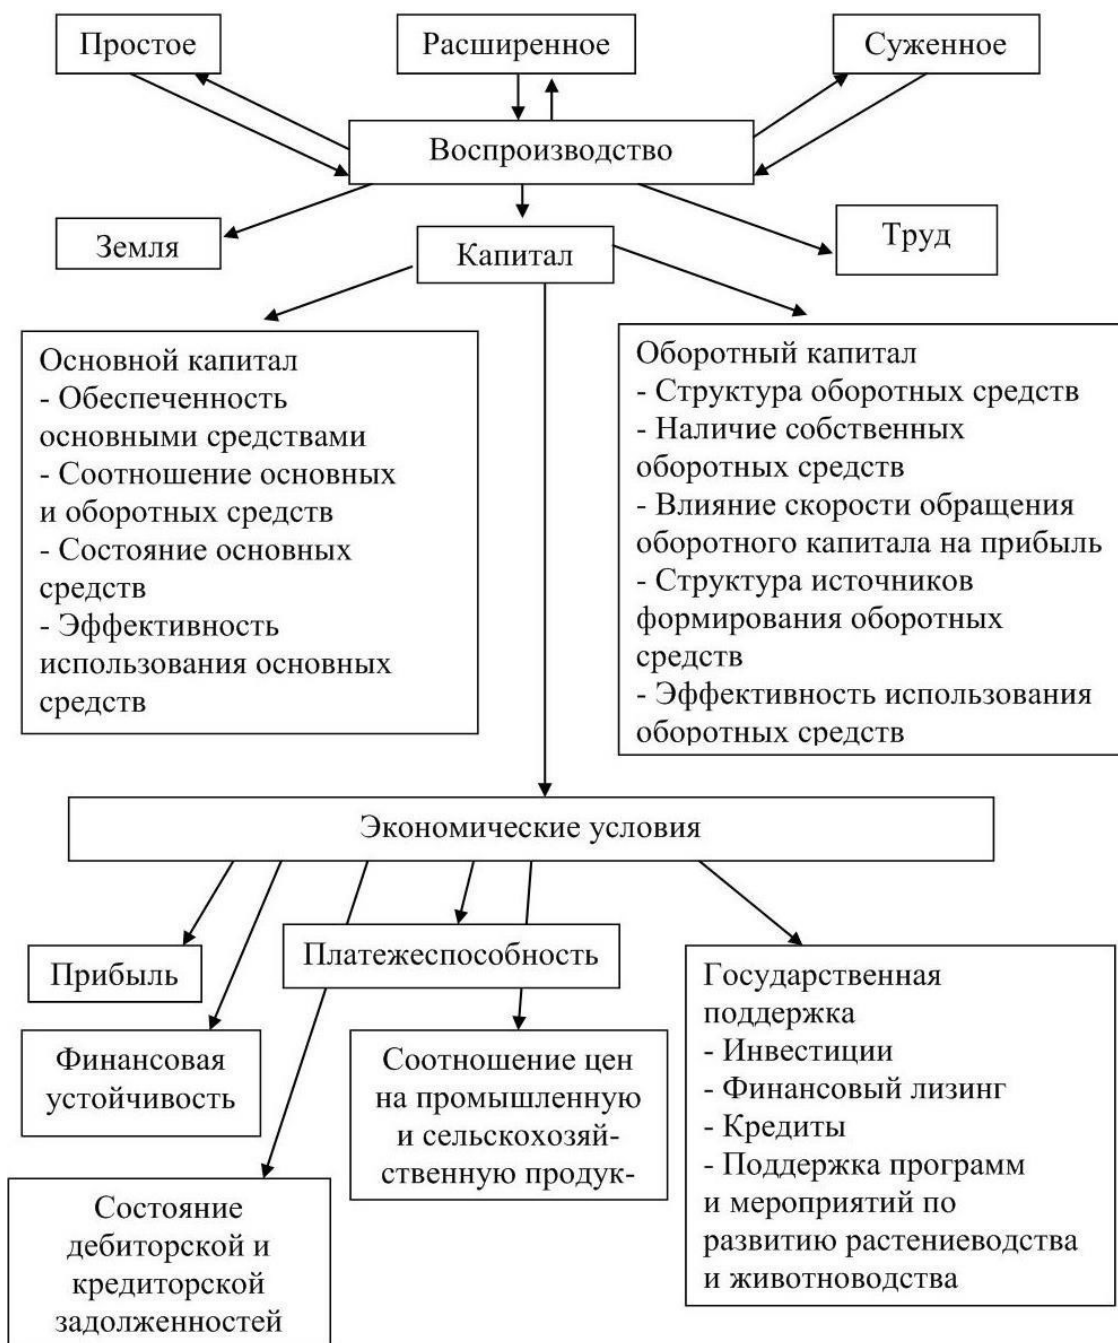 Простое
Расширенное
Суженное
Воспроизводство
Земля
Капитал
Труд
Основной капитал
- Обеспеченность
основными средствами
- Соотношение основных
и оборотных средств
- Состояние основных
средств
- Эффективность
использования основных
средств
Оборотный капитал
- Структура оборотных средств
- Наличие собственных
оборотных средств
- Влияние скорости обращения
оборотного капитала на прибыль
- Структура источников
формирования оборотных
средств
- Эффективность использования
оборотных средств
Экономические условия
Прибыль
Платежеспособность
Финансовая
устойчивость
Соотношение цен
на промышленную
и сельскохозяй-
ственную продук-
Состояние
дебиторской и
кредиторской
задолженностей
Государственная
поддержка
- Инвестиции
- Финансовый лизинг
- Кредиты
- Поддержка программ
и мероприятий по
развитию растениеводства
и животноводства